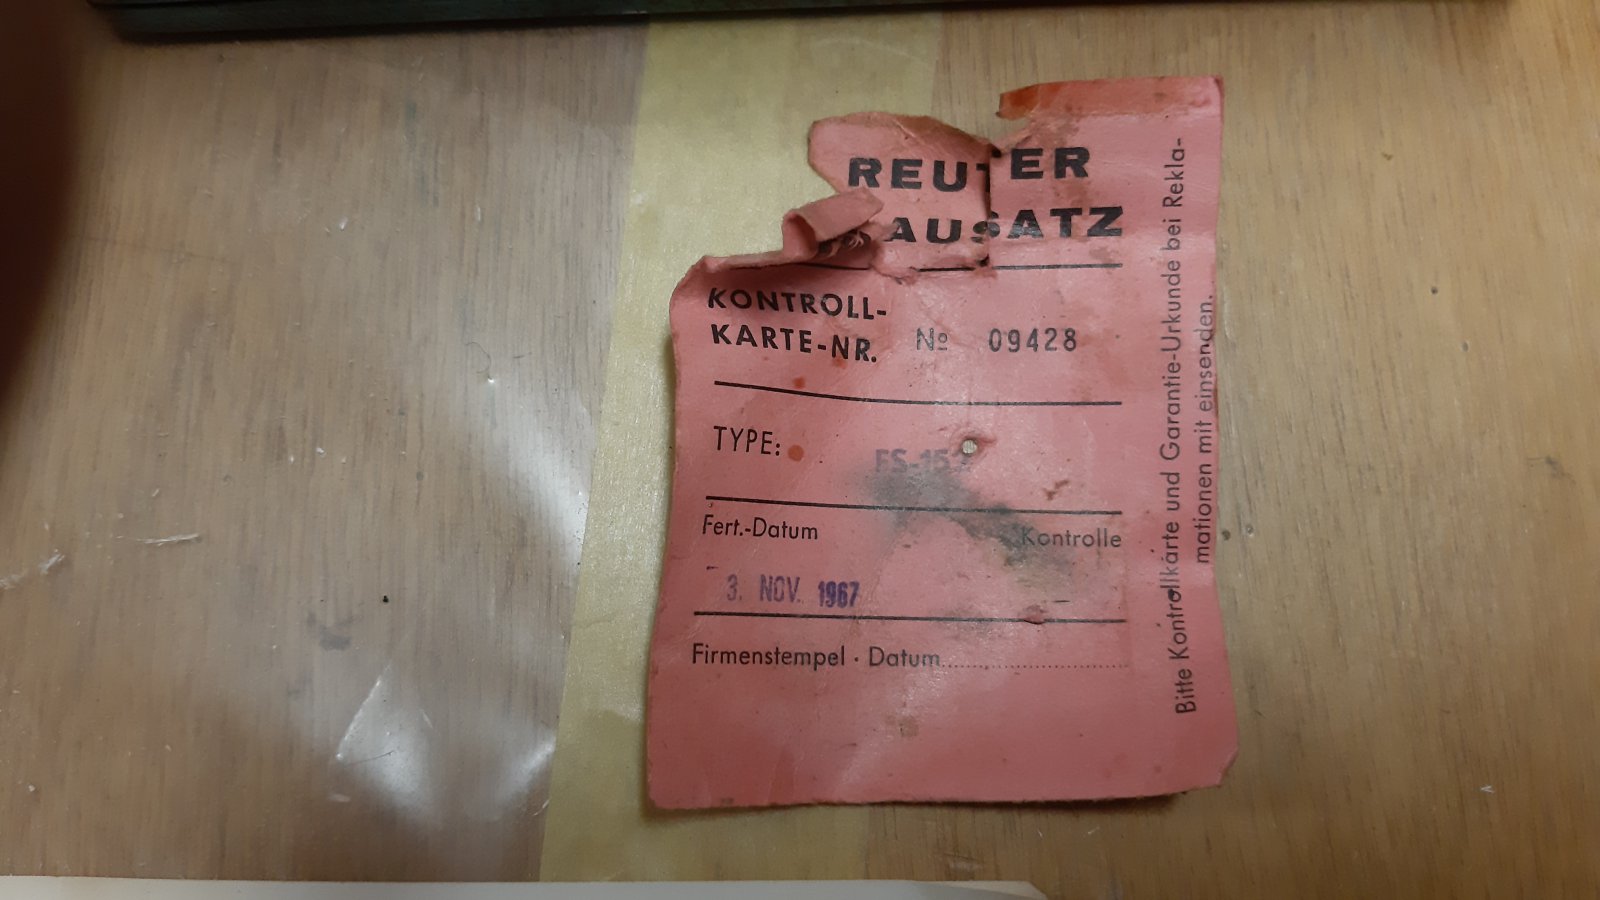 REUTER
BAUSATZ
KONTROLL-
KARTE-NR. № 09428
TYPE:
Fert.-Datum Kontrolle
3. NOV. 1967
Firmenstempel · Datum
Bitte Kontrollkarte und Garantie-Urkunde bei Rekla-
mationen mit einsenden.